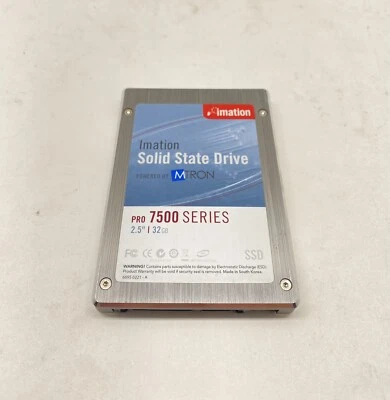 imation
Imation
Solid State Drive
POWERED BY MTRON
PRO 7500 SERIES
2.5" | 32GB
FC CE
SSD
WARNING! Contains parts susceptible to damage by Electrostatic Discharge (ESD).
Product Warranty will be void if security seal is removed. Made in South Korea.